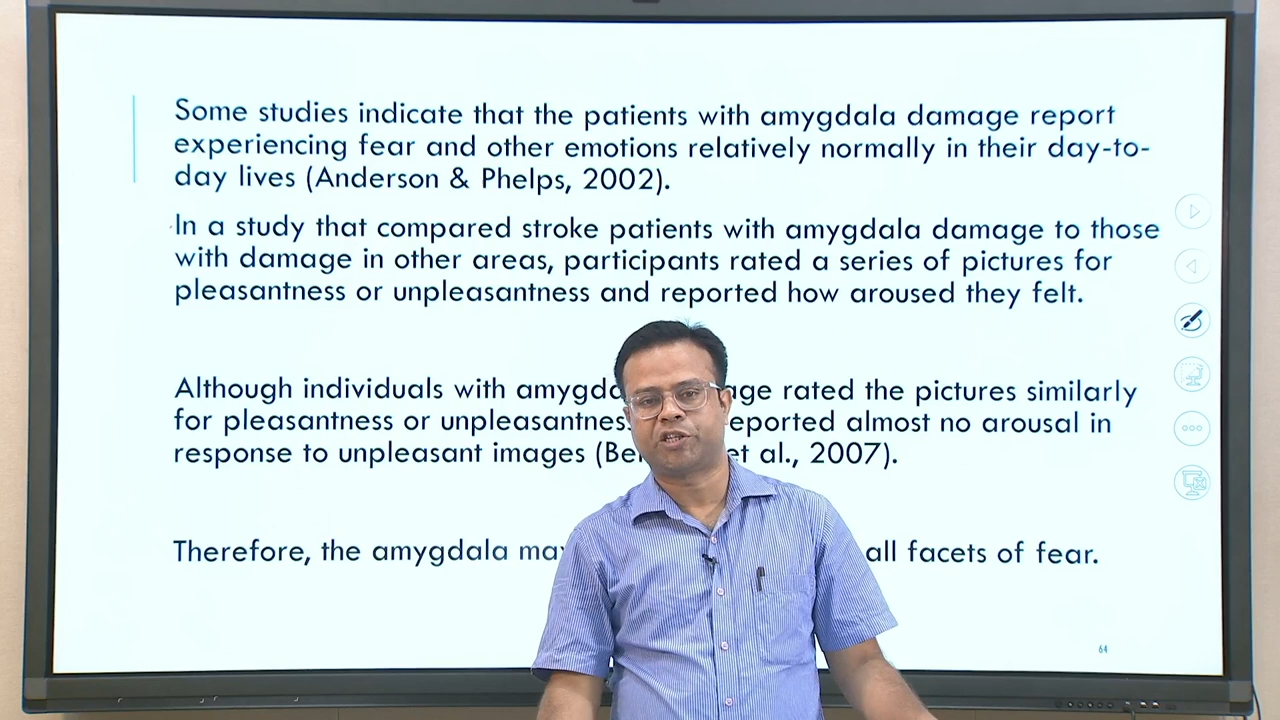 Some studies indicate that the patients with amygdala damage report
experiencing fear and other emotions relatively normally in their day-to-
day lives (Anderson & Phelps, 2002).
In a study that compared stroke patients with amygdala damage to those
with damage in other areas, participants rated a series of pictures for
pleasantness or unpleasantness and reported how aroused they felt.
Although individuals with rated the pictures similarly
for pleasantness or reported almost no arousal in
response to unpleasant images et al., 2007).
Therefore, the amygdala all facets of fear.
64